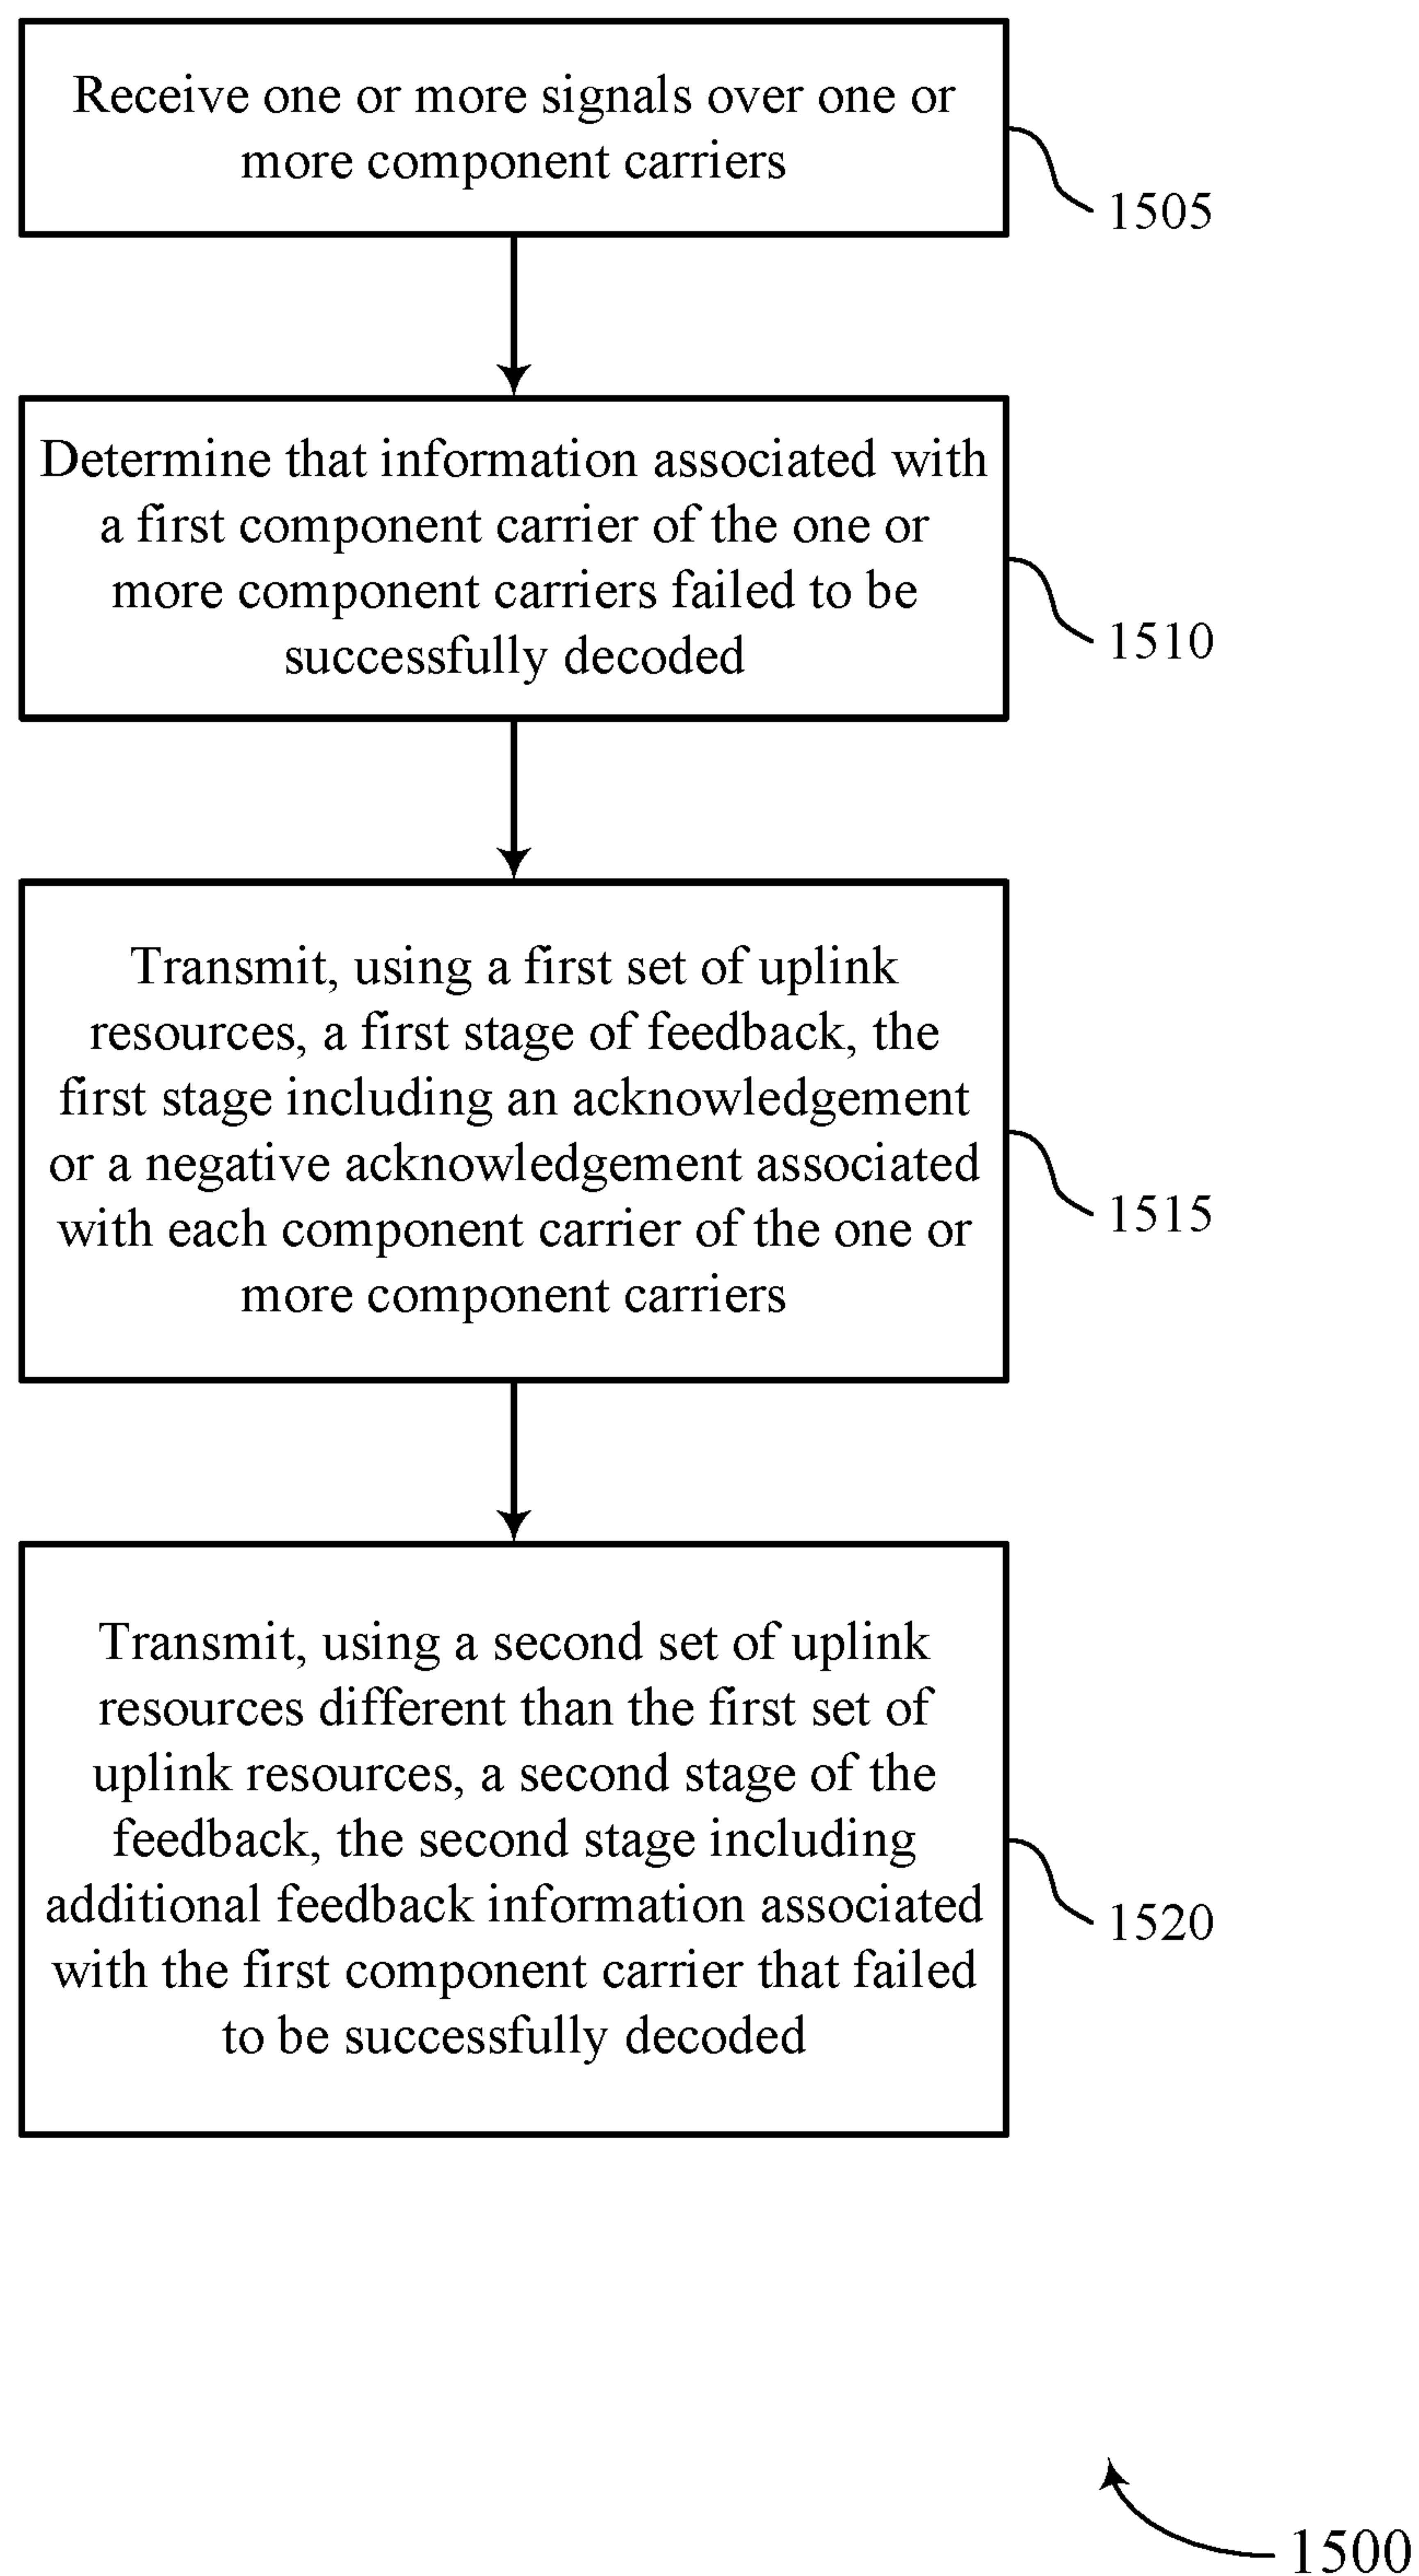 Receive one or more signals over one or
more component carriers
1505
Determine that information associated with
a first component carrier of the one or
more component carriers failed to be
successfully decoded
1510
Transmit, using a first set of uplink
resources, a first stage of feedback, the
first stage including an acknowledgement
or a negative acknowledgement associated
with each component carrier of the one or
more component carriers
1515
Transmit, using a second set of uplink
resources different than the first set of
uplink resources, a second stage of the
feedback, the second stage including
additional feedback information associated
with the first component carrier that failed
to be successfully decoded
1520
1500